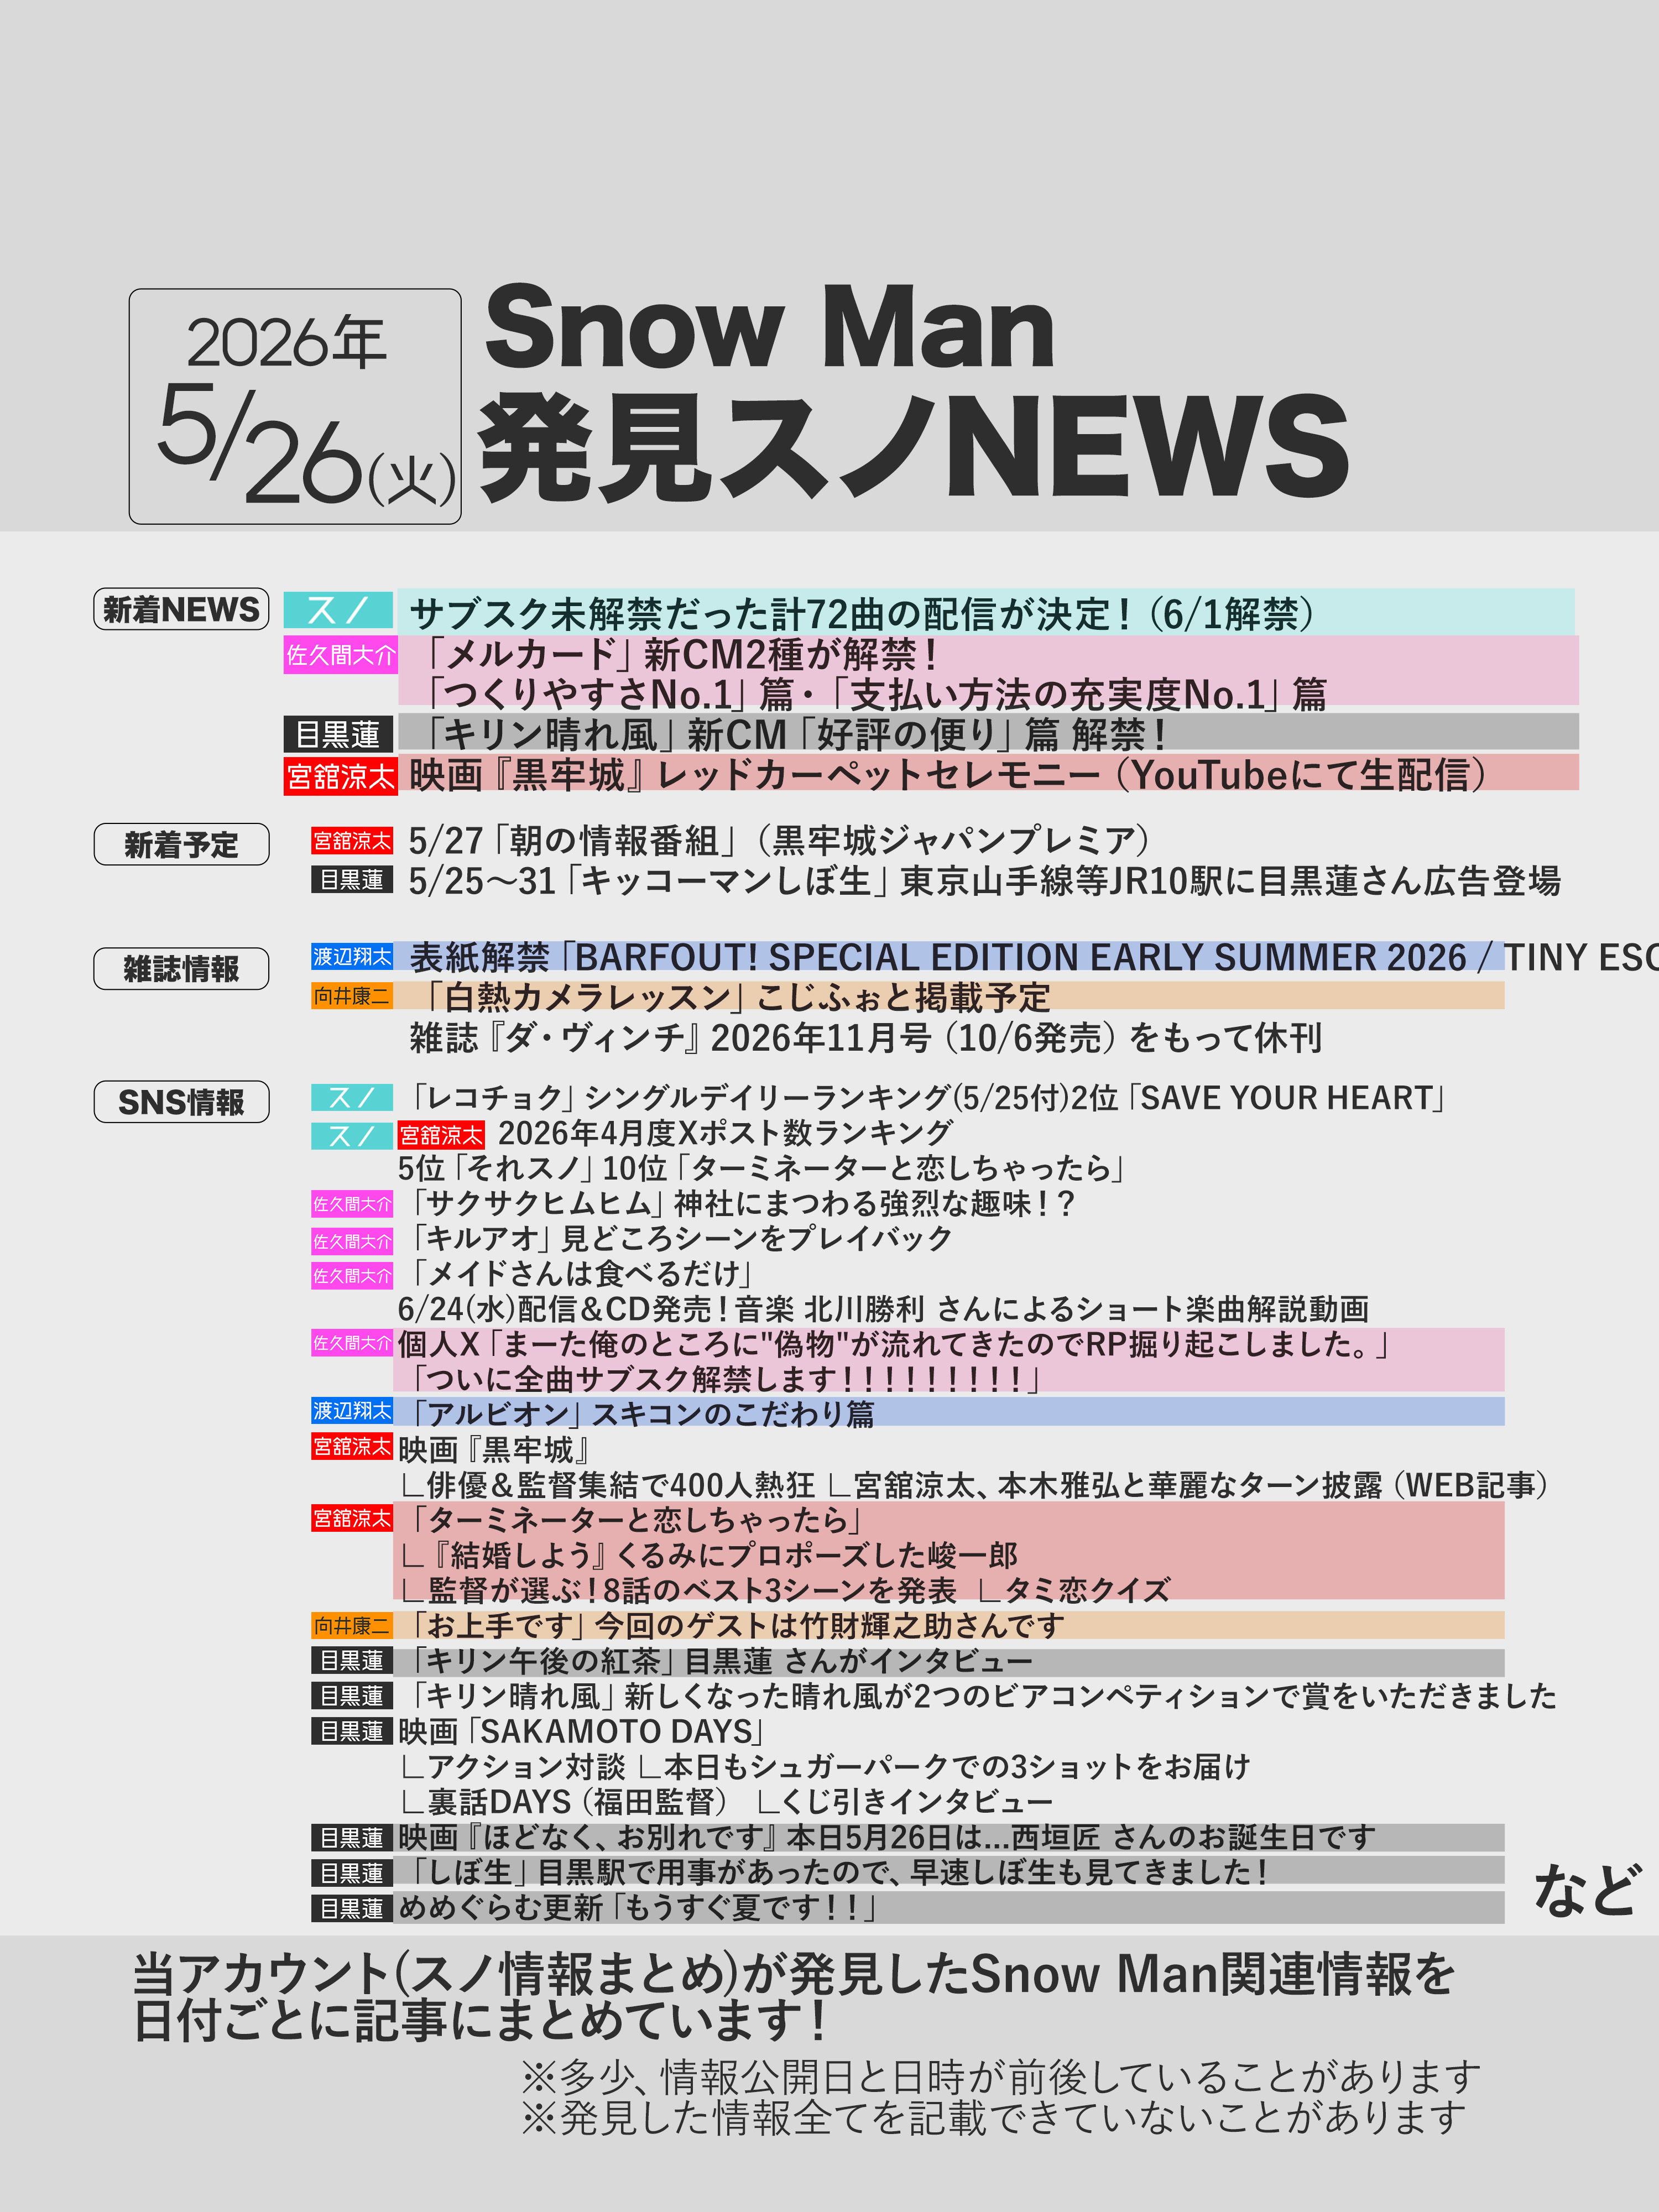 2026年
5/26(火)
Snow Man
発見スノNEWS
新着NEWS
スノ サブスク未解禁だった計72曲の配信が決定！（6/1解禁）
佐久間大介 「メルカード」新CM2種が解禁！
「つくりやすさNo.1」篇・「支払い方法の充実度No.1」篇
目黒蓮 「キリン晴れ風」新CM「好評の便り」篇 解禁！
宮舘涼太 映画『黒牢城』レッドカーペットセレモニー（YouTubeにて生配信）
新着予定
宮舘涼太 5/27「朝の情報番組」（黒牢城ジャパンプレミア）
目黒蓮 5/25〜31「キッコーマンしぼ生」東京山手線等JR10駅に目黒蓮さん広告登場
雑誌情報
渡辺翔太 表紙解禁「BARFOUT! SPECIAL EDITION EARLY SUMMER 2026 / TINY ESC
向井康二 「白熱カメラレッスン」こじふぉと掲載予定
雑誌『ダ・ヴィンチ』2026年11月号（10/6発売）をもって休刊
SNS情報
スノ 「レコチョク」シングルデイリーランキング(5/25付)2位「SAVE YOUR HEART」
スノ 宮舘涼太 2026年4月度Xポスト数ランキング
5位「それスノ」10位「ターミネーターと恋しちゃったら」
佐久間大介 「サクサクヒムヒム」神社にまつわる強烈な趣味！？
佐久間大介 「キルアオ」見どころシーンをプレイバック
佐久間大介 「メイドさんは食べるだけ」
6/24(水)配信＆CD発売！音楽 北川勝利 さんによるショート楽曲解説動画
佐久間大介 個人X「まーた俺のところに"偽物"が流れてきたのでRP掘り起こしました。」
「ついに全曲サブスク解禁します！！！！！！！！！」
渡辺翔太 「アルビオン」スキコンのこだわり篇
宮舘涼太 映画『黒牢城』
∟俳優＆監督集結で400人熱狂 ∟宮舘涼太、本木雅弘と華麗なターン披露（WEB記事）
宮舘涼太 「ターミネーターと恋しちゃったら」
∟『結婚しよう』くるみにプロポーズした峻一郎
∟監督が選ぶ！8話のベスト3シーンを発表 ∟タミ恋クイズ
向井康二 「お上手です」今回のゲストは竹財輝之助さんです
目黒蓮 「キリン午後の紅茶」目黒蓮 さんがインタビュー
目黒蓮 「キリン晴れ風」新しくなった晴れ風が2つのビアコンペティションで賞をいただきました
目黒蓮 映画「SAKAMOTO DAYS」
∟アクション対談 ∟本日もシュガーパークでの3ショットをお届け
∟裏話DAYS（福田監督） ∟くじ引きインタビュー
目黒蓮 映画『ほどなく、お別れです』本日5月26日は…西垣匠 さんのお誕生日です
目黒蓮 「しぼ生」目黒駅で用事があったので、早速しぼ生も見てきました！
目黒蓮 めめぐらむ更新「もうすぐ夏です！！」
など
当アカウント(スノ情報まとめ)が発見したSnow Man関連情報を
日付ごとに記事にまとめています！
※多少、情報公開日と日時が前後していることがあります
※発見した情報全てを記載できていないことがあります